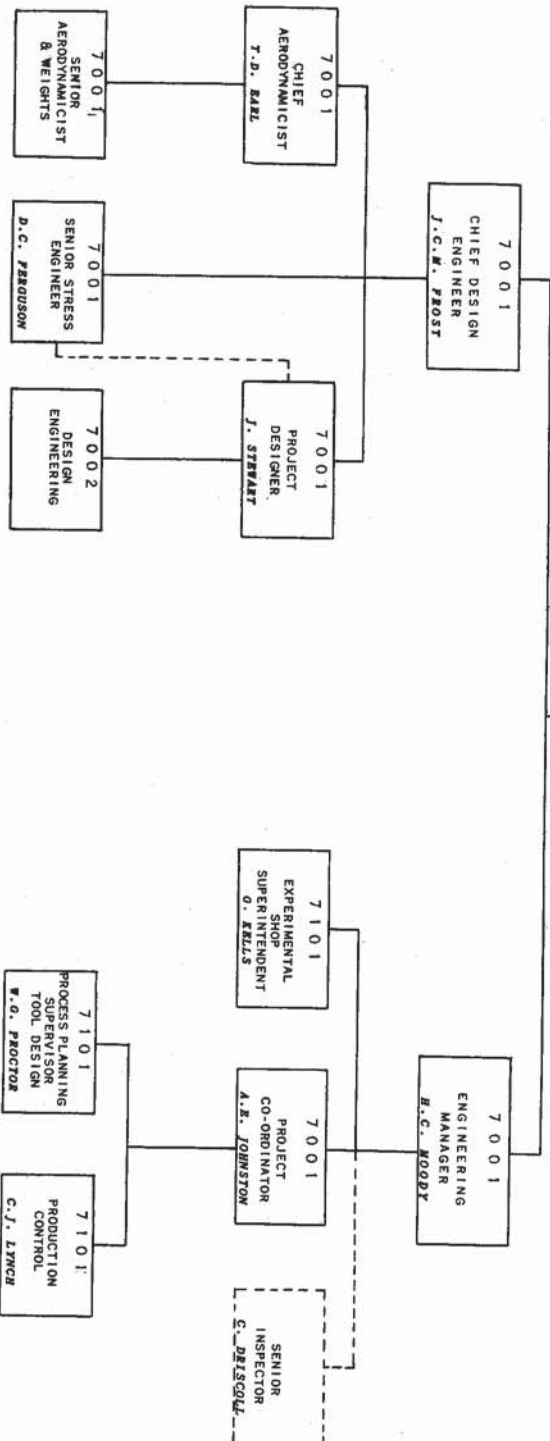 7001
CHIEF DESIGN
ENGINEER
J.C.M. FROST
7001
ENGINEERING
MANAGER
H.C. MOODY
7001
CHIEF
AERODYNAMICIST
T.D. EARL
7001
PROJECT
DESIGNER
J. STEWART
7101
EXPERIMENTAL
SHOP
SUPERINTENDENT
G. KELLS
7001
PROJECT
CO-ORDINATOR
A.E. JOHNSTON
SENIOR
INSPECTOR
C. DRISCOLL
7001
SENIOR
AERODYNAMICIST
& WEIGHTS
7001
SENIOR STRESS
ENGINEER
D.C. FERGUSON
7002
DESIGN
ENGINEERING
7101
PROCESS PLANNING
SUPERVISOR
TOOL DESIGN
W.G. PROCTOR
7101
PRODUCTION
CONTROL
C.J. LYNCH